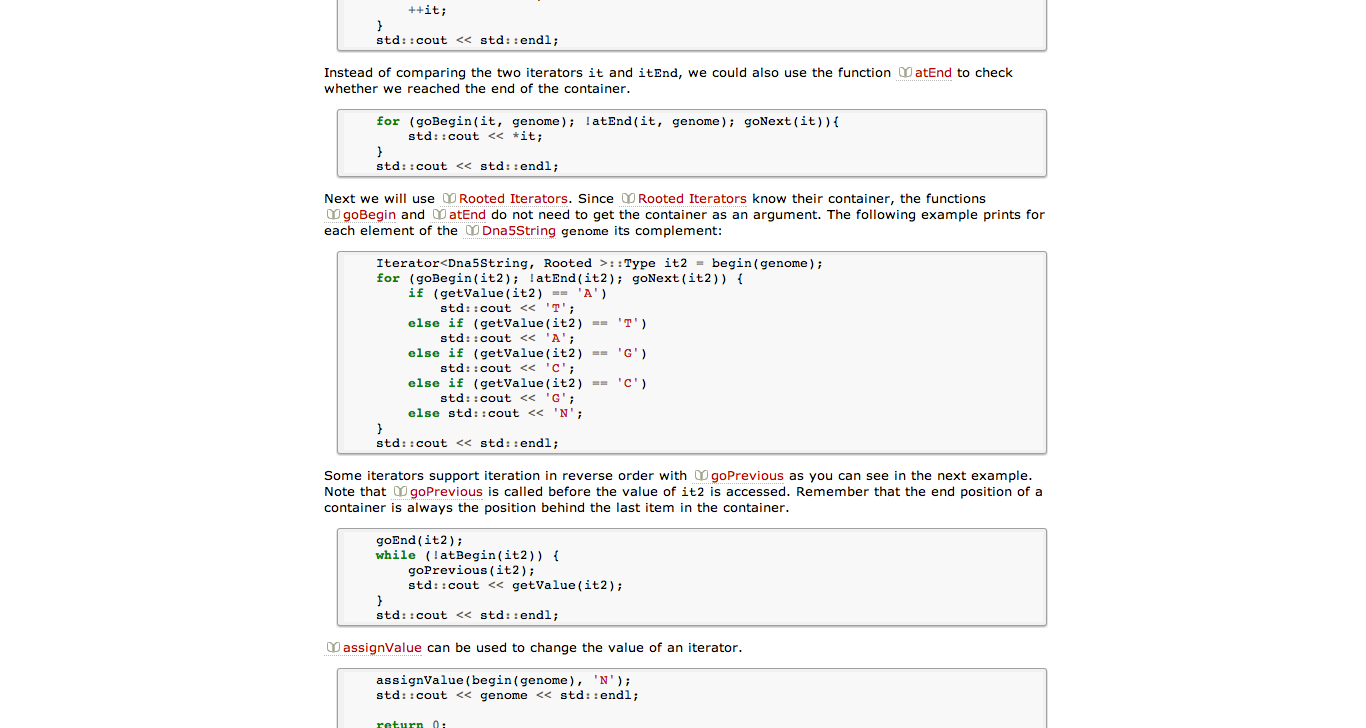 ++it;
}
std::cout << std::endl;
Instead of comparing the two iterators it and itEnd, we could also use the function atEnd to check
whether we reached the end of the container.
for (goBegin(it, genome); !atEnd(it, genome); goNext(it)){
std::cout << *it;
}
std::cout << std::endl;
Next we will use Rooted Iterators. Since Rooted Iterators know their container, the functions
goBegin and atEnd do not need to get the container as an argument. The following example prints for
each element of the Dna5String genome its complement:
Iterator<Dna5String, Rooted >::Type it2 = begin(genome);
for (goBegin(it2); !atEnd(it2); goNext(it2)) {
if (getValue(it2) == 'A')
std::cout << 'T';
else if (getValue(it2) == 'T')
std::cout << 'A';
else if (getValue(it2) == 'G')
std::cout << 'C';
else if (getValue(it2) == 'C')
std::cout << 'G';
else std::cout << 'N';
}
std::cout << std::endl;
Some iterators support iteration in reverse order with goPrevious as you can see in the next example.
Note that goPrevious is called before the value of it2 is accessed. Remember that the end position of a
container is always the position behind the last item in the container.
goEnd(it2);
while (!atBegin(it2)) {
goPrevious(it2);
std::cout << getValue(it2);
}
std::cout << std::endl;
assignValue can be used to change the value of an iterator.
assignValue(begin(genome), 'N');
std::cout << genome << std::endl;
return 0;